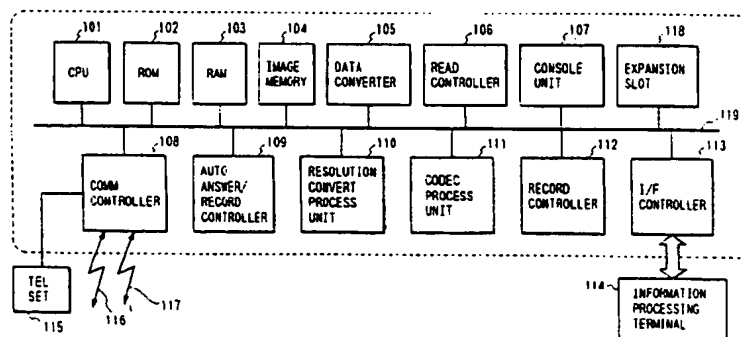 101 102 103 104 105 106 107 118
CPU
ROM
RAM
IMAGE
MEMORY
DATA
CONVERTER
READ
CONTROLLER
CONSOLE
UNIT
EXPANSION
SLOT
119
108 109 110 111 112 113
COMM
CONTROLLER
AUTO
ANSWER/
RECORD
CONTROLLER
RESOLUTION
CONVERT
PROCESS
UNIT
CODEC
PROCESS
UNIT
RECORD
CONTROLLER
I/F
CONTROLLER
TEL
SET
115
116
117
114
INFORMATION
PROCESSING
TERMINAL